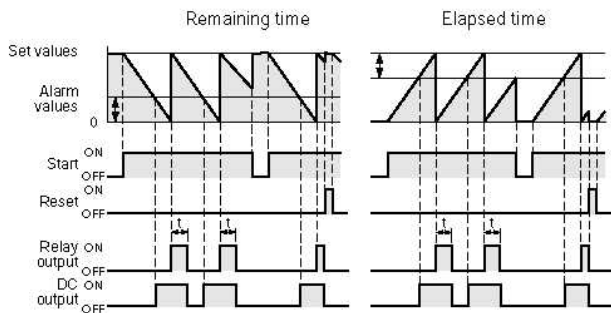 Remaining time
Elapsed time
Set values
Alarm
values
0
Start
ON
OFF
Reset
ON
OFF
t
t
t
t
Relay
output
ON
OFF
DC
output
ON
OFF